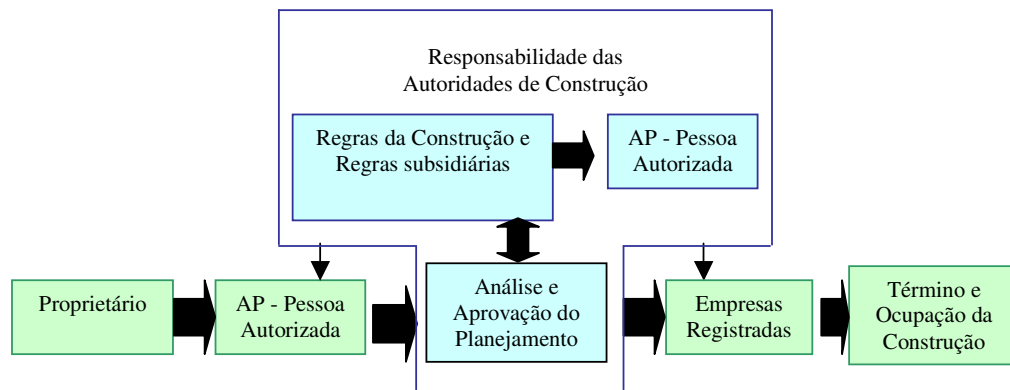 Responsabilidade das
Autoridades de Construção
Regras da Construção e
Regras subsidiárias
AP - Pessoa
Autorizada
Proprietário
AP - Pessoa
Autorizada
Análise e
Aprovação do
Planejamento
Empresas
Registradas
Término e
Ocupação da
Construção